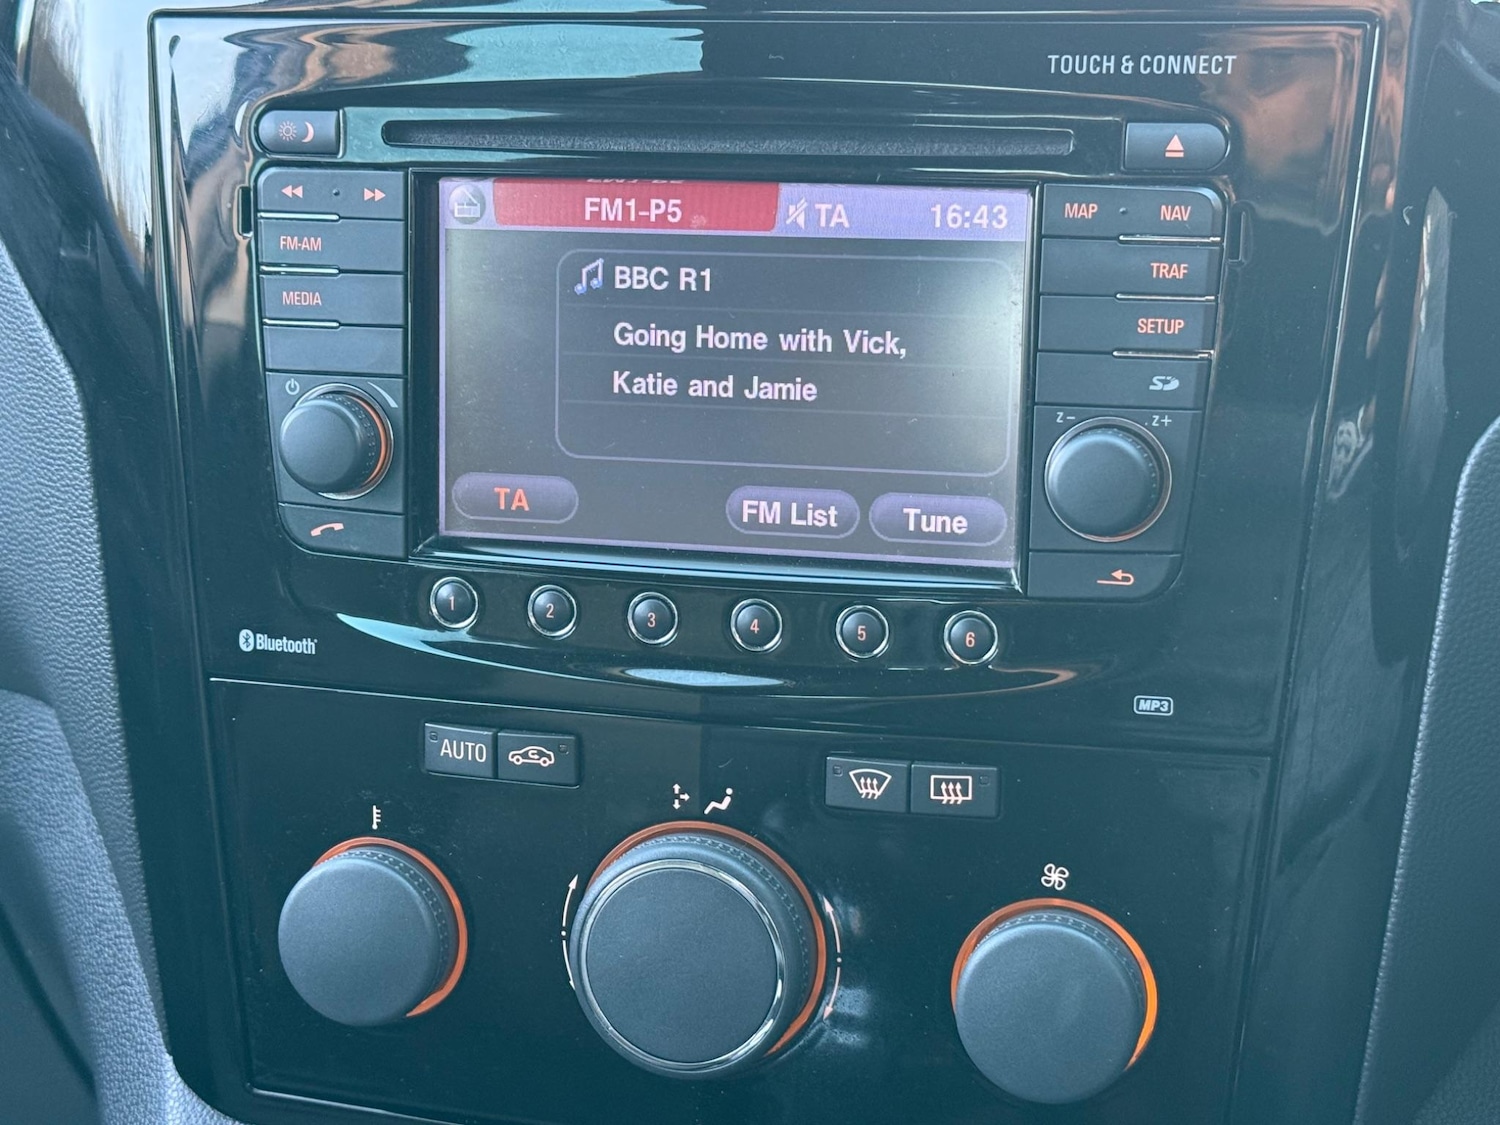 TOUCH & CONNECT
FM-AM
MEDIA
FM1-P5
TA
16:43
BBC R1
Going Home with Vick,
Katie and Jamie
TA
FM List
Tune
MAP
NAV
TRAF
SETUP
Z-
Z+
1
2
3
4
5
6
Bluetooth
MP3
AUTO